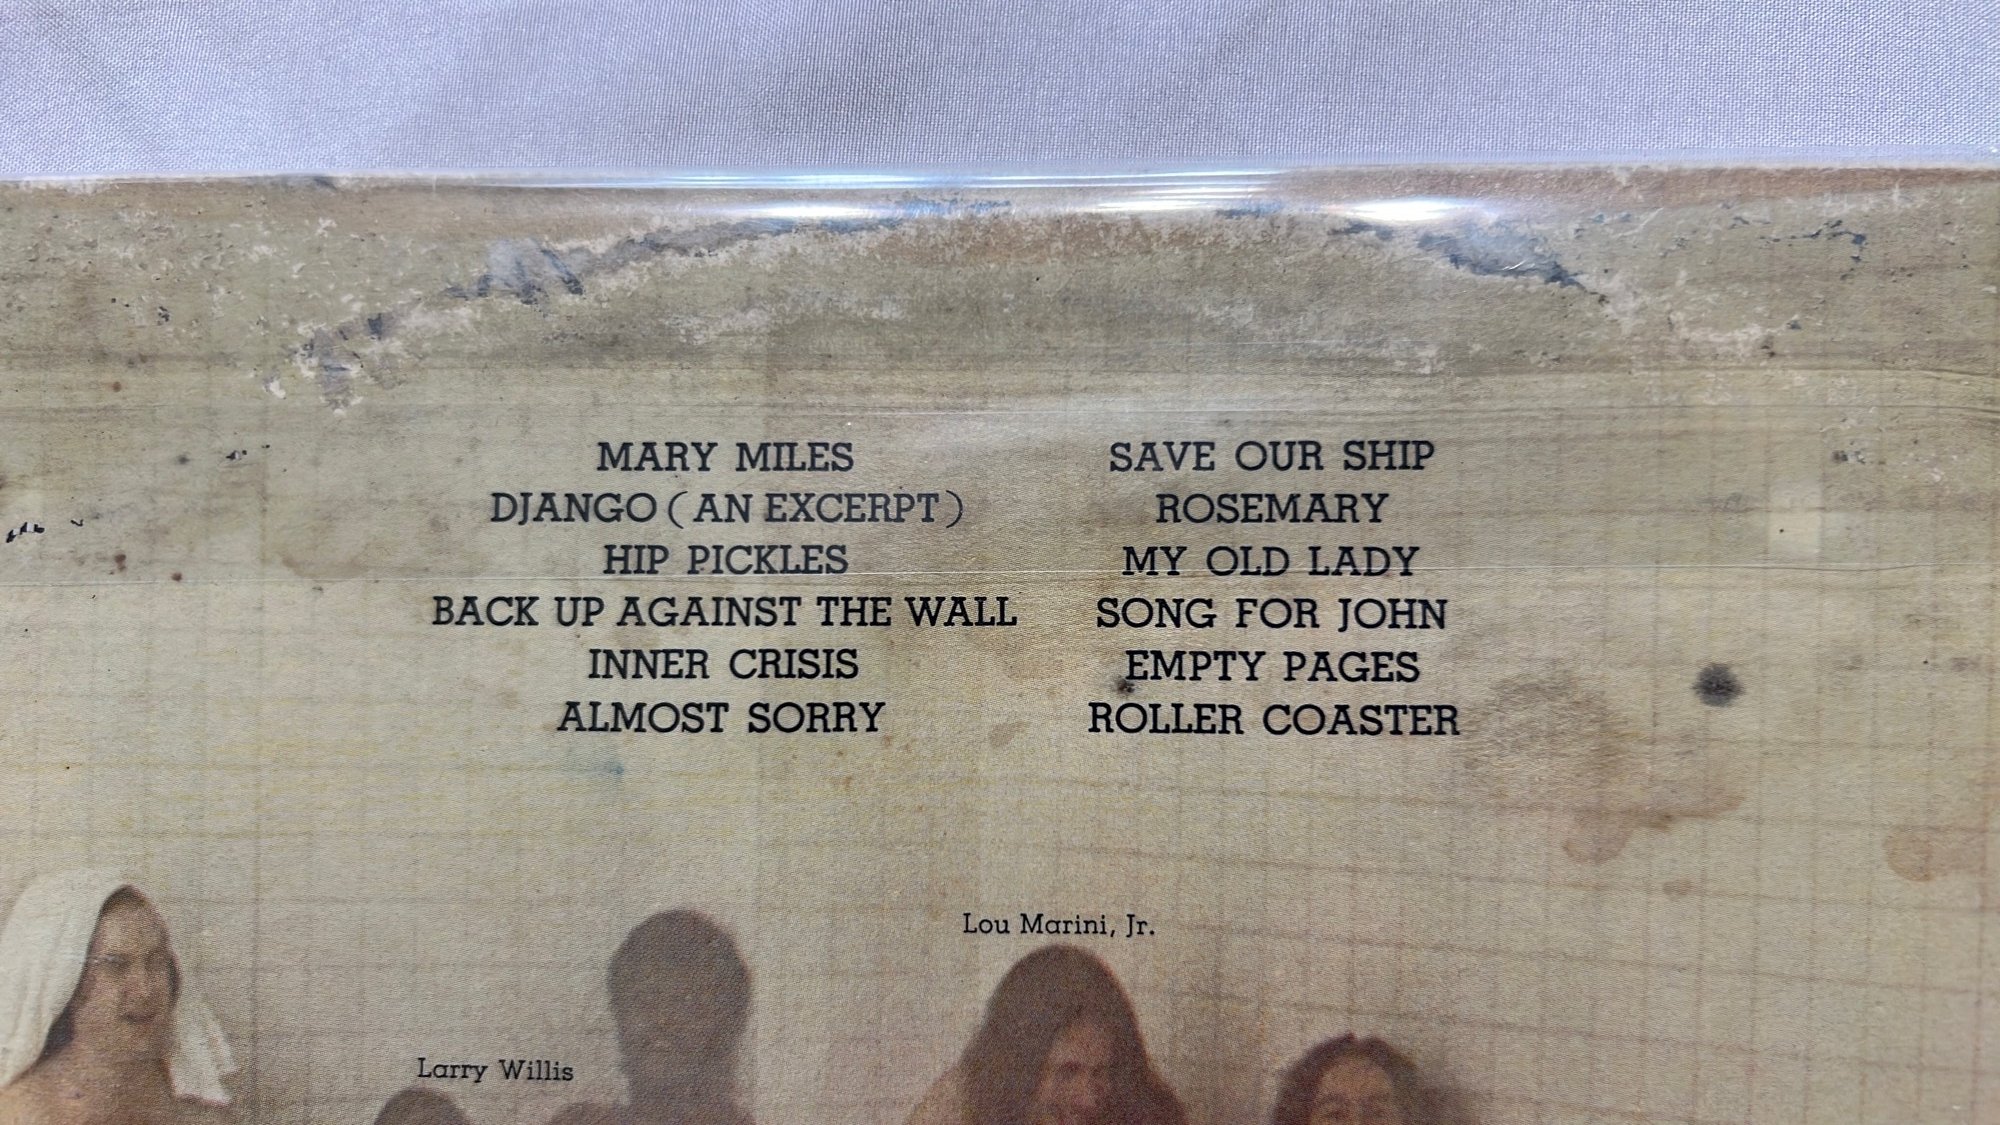 MARY MILES
DJANGO (AN EXCERPT)
HIP PICKLES
BACK UP AGAINST THE WALL
INNER CRISIS
ALMOST SORRY
SAVE OUR SHIP
ROSEMARY
MY OLD LADY
SONG FOR JOHN
EMPTY PAGES
ROLLER COASTER
Lou Marini, Jr.
Larry Willis